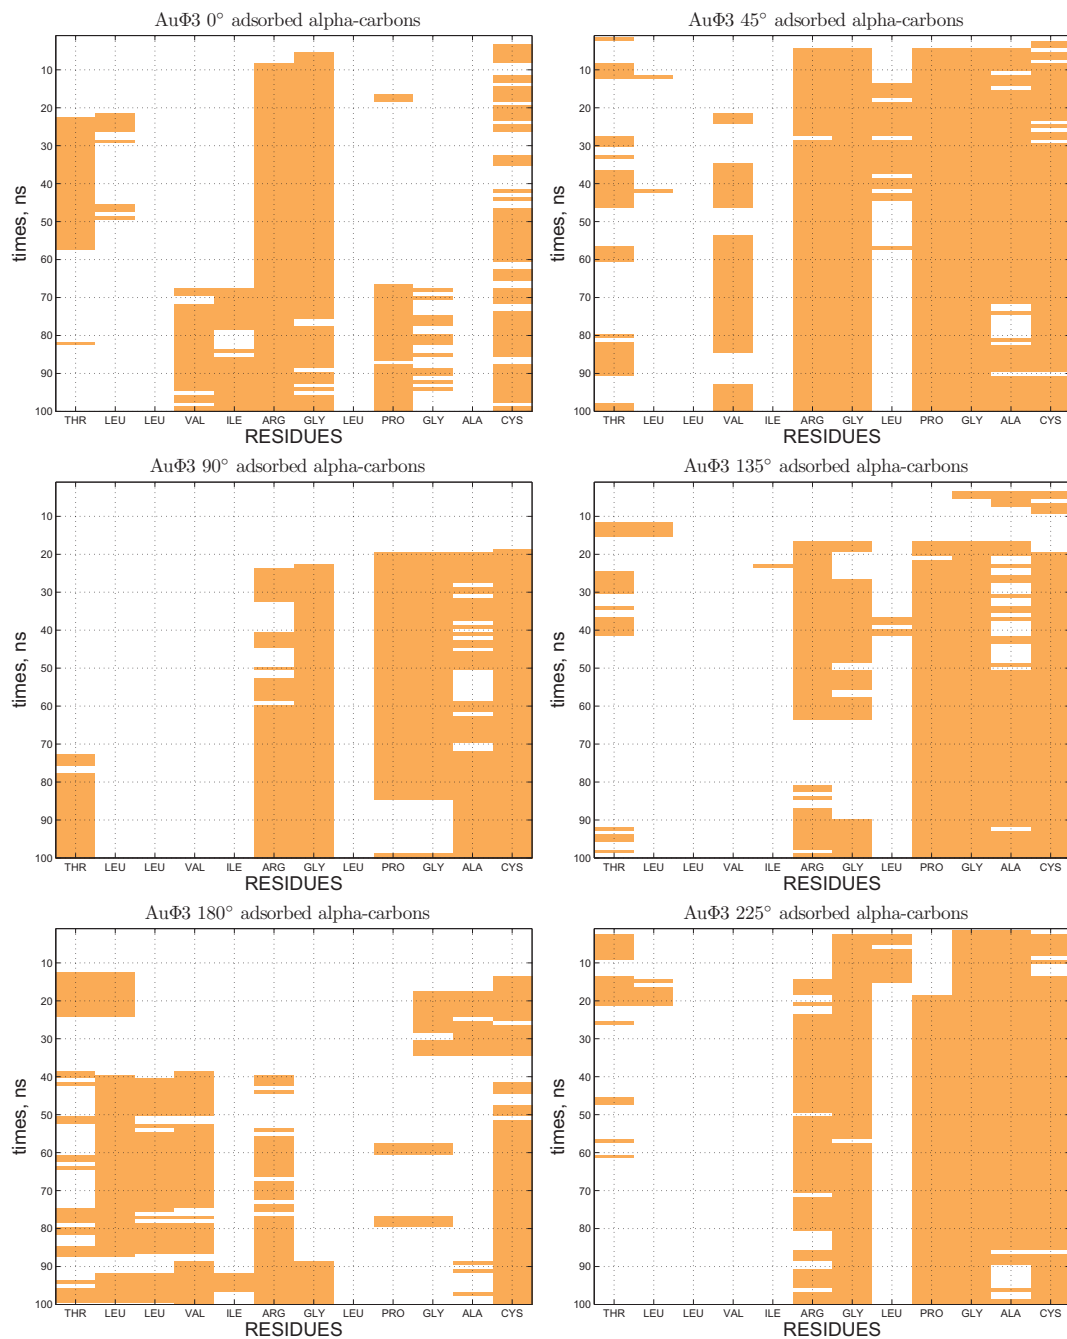 AuΦ3 0° adsorbed alpha-carbons
10
20
30
40
50
60
70
80
90
100
times, ns
THR LEU LEU VAL ILE ARG GLY LEU PRO GLY ALA CYS
RESIDUES
AuΦ3 45° adsorbed alpha-carbons
10
20
30
40
50
60
70
80
90
100
times, ns
THR LEU LEU VAL ILE ARG GLY LEU PRO GLY ALA CYS
RESIDUES
AuΦ3 90° adsorbed alpha-carbons
10
20
30
40
50
60
70
80
90
100
times, ns
THR LEU LEU VAL ILE ARG GLY LEU PRO GLY ALA CYS
RESIDUES
AuΦ3 135° adsorbed alpha-carbons
10
20
30
40
50
60
70
80
90
100
times, ns
THR LEU LEU VAL ILE ARG GLY LEU PRO GLY ALA CYS
RESIDUES
AuΦ3 180° adsorbed alpha-carbons
10
20
30
40
50
60
70
80
90
100
times, ns
THR LEU LEU VAL ILE ARG GLY LEU PRO GLY ALA CYS
RESIDUES
AuΦ3 225° adsorbed alpha-carbons
10
20
30
40
50
60
70
80
90
100
times, ns
THR LEU LEU VAL ILE ARG GLY LEU PRO GLY ALA CYS
RESIDUES